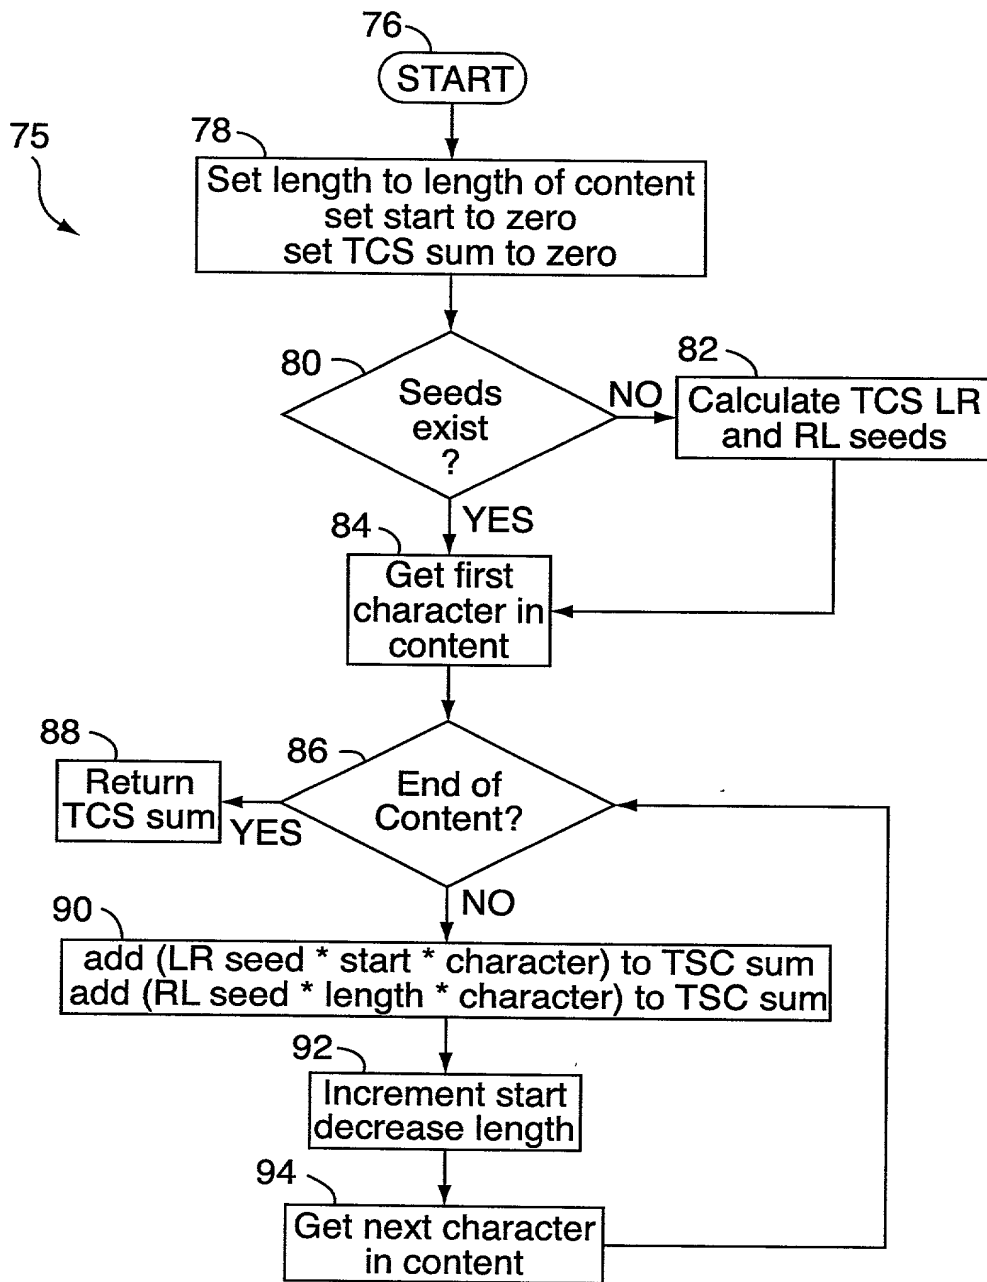 76
START
75
78
Set length to length of content
set start to zero
set TCS sum to zero
80
Seeds
exist
?
NO
82
Calculate TCS LR
and RL seeds
YES
84
Get first
character in
content
88
Return
TCS sum
YES
86
End of
Content?
NO
90
add (LR seed * start * character) to TSC sum
add (RL seed * length * character) to TSC sum
92
Increment start
decrease length
94
Get next character
in content